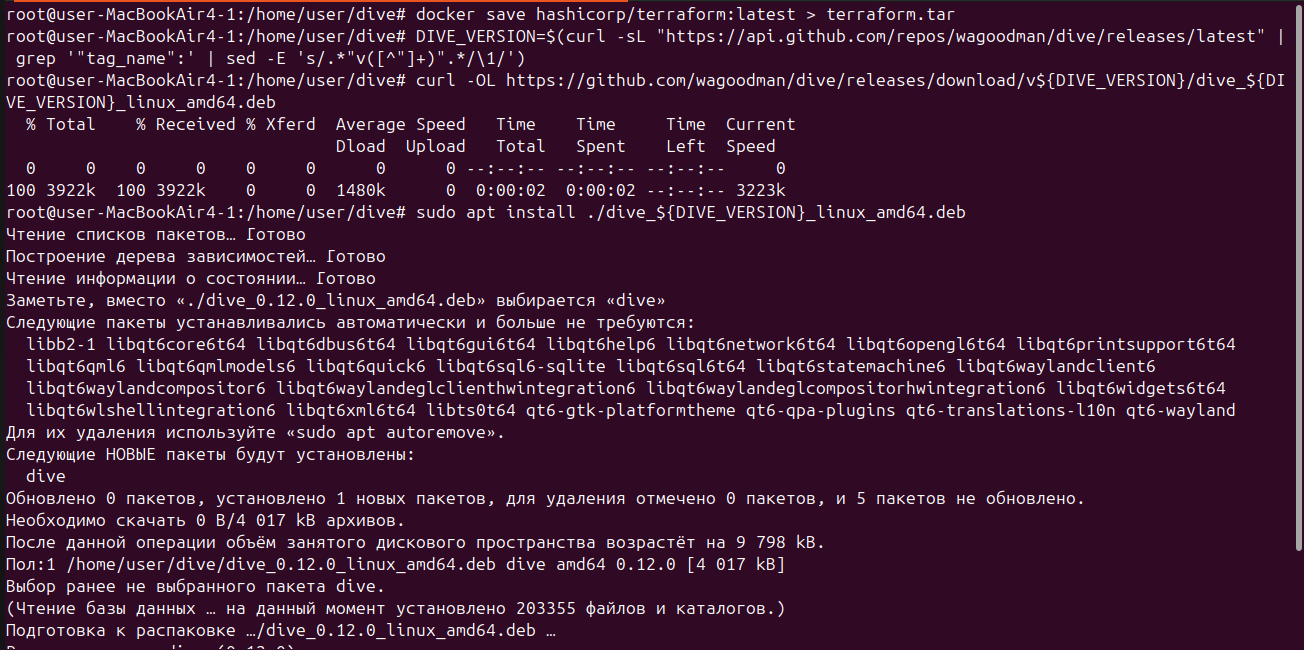 root@user-MacBookAir4-1:/home/user/dive# docker save hashicorp/terraform:latest > terraform.tar
root@user-MacBookAir4-1:/home/user/dive# DIVE_VERSION=$(curl -sL "https://api.github.com/repos/wagoodman/dive/releases/latest" |
 grep '"tag_name":' | sed -E 's/.*"v([^"]+)".*/\1/')
root@user-MacBookAir4-1:/home/user/dive# curl -OL https://github.com/wagoodman/dive/releases/download/v${DIVE_VERSION}/dive_${DI
VE_VERSION}_linux_amd64.deb
  % Total    % Received % Xferd  Average Speed   Time    Time     Time  Current
                                 Dload  Upload   Total   Spent    Left  Speed
  0     0    0     0    0     0      0      0 --:--:-- --:--:-- --:--:--     0
100 3922k  100 3922k    0     0  1480k      0  0:00:02  0:00:02 --:--:-- 3223k
root@user-MacBookAir4-1:/home/user/dive# sudo apt install ./dive_${DIVE_VERSION}_linux_amd64.deb
Чтение списков пакетов… Готово
Построение дерева зависимостей… Готово
Чтение информации о состоянии… Готово
Заметьте, вместо «./dive_0.12.0_linux_amd64.deb» выбирается «dive»
Следующие пакеты устанавливались автоматически и больше не требуются:
  libb2-1 libqt6core6t64 libqt6dbus6t64 libqt6gui6t64 libqt6help6 libqt6network6t64 libqt6opengl6t64 libqt6printsupport6t64
  libqt6qml6 libqt6qmlmodels6 libqt6quick6 libqt6sql6-sqlite libqt6sql6t64 libqt6statemachine6 libqt6waylandclient6
  libqt6waylandcompositor6 libqt6waylandeglclienthwintegration6 libqt6waylandeglcompositorhwintegration6 libqt6widgets6t64
  libqt6wlshellintegration6 libqt6xml6t64 libts0t64 qt6-gtk-platformtheme qt6-qpa-plugins qt6-translations-l10n qt6-wayland
Для их удаления используйте «sudo apt autoremove».
Следующие НОВЫЕ пакеты будут установлены:
  dive
Обновлено 0 пакетов, установлено 1 новых пакетов, для удаления отмечено 0 пакетов, и 5 пакетов не обновлено.
Необходимо скачать 0 B/4 017 kB архивов.
После данной операции объём занятого дискового пространства возрастёт на 9 798 kB.
Пол:1 /home/user/dive/dive_0.12.0_linux_amd64.deb dive amd64 0.12.0 [4 017 kB]
Выбор ранее не выбранного пакета dive.
(Чтение базы данных … на данный момент установлено 203355 файлов и каталогов.)
Подготовка к распаковке …/dive_0.12.0_linux_amd64.deb …